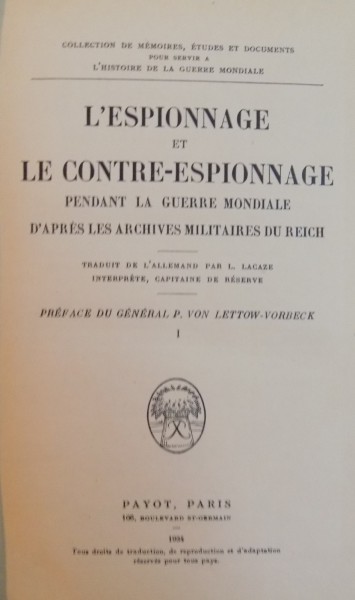 COLLECTION DE MÉMOIRES, ÉTUDES ET DOCUMENTS
POUR SERVIR A
L'HISTOIRE DE LA GUERRE MONDIALE
L'ESPIONNAGE
ET
LE CONTRE-ESPIONNAGE
PENDANT LA GUERRE MONDIALE
D'APRÈS LES ARCHIVES MILITAIRES DU REICH
TRADUIT DE L'ALLEMAND PAR L. LACAZE
INTERPRÈTE, CAPITAINE DE RÉSERVE
PRÉFACE DU GÉNÉRAL P. VON LETTOW-VORBECK
I
PAYOT, PARIS
106, BOULEVARD ST-GERMAIN
1934
Tous droits de traduction, de reproduction et d'adaptation
réservés pour tous pays.